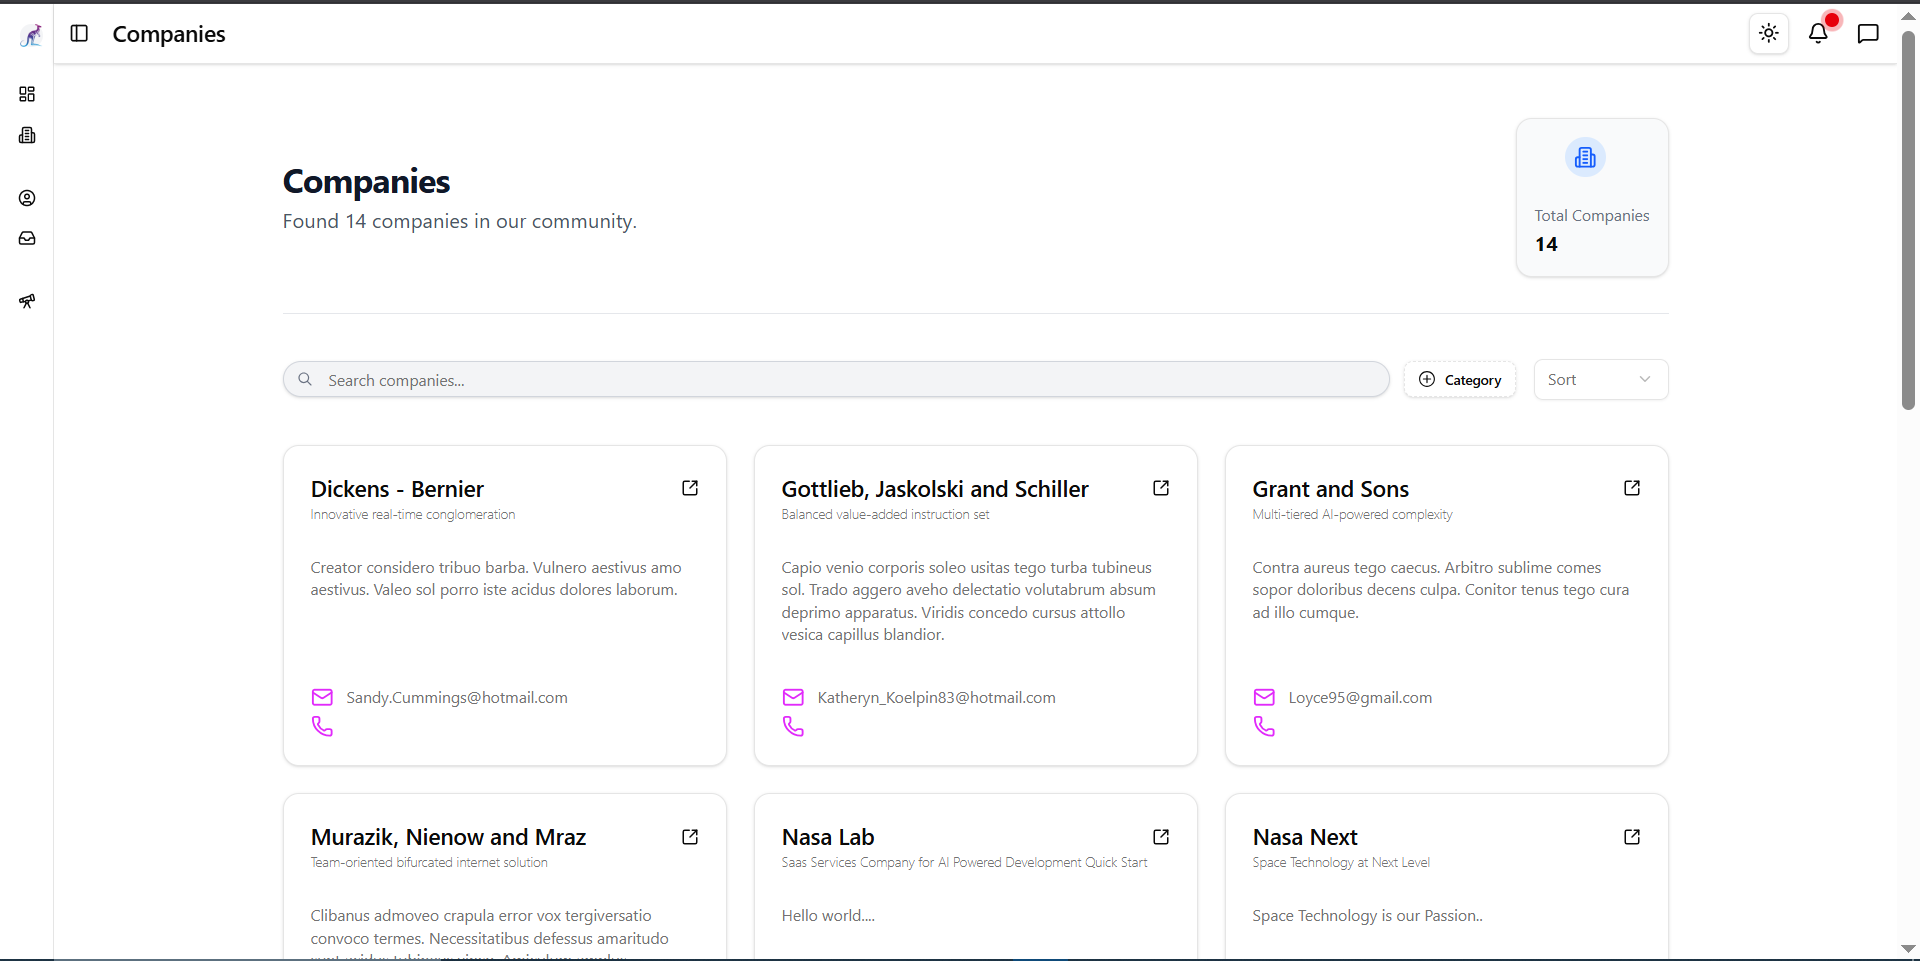 Companies
Companies
Found 14 companies in our community.
Total Companies
14
Search companies...
Category
Sort
Dickens - Bernier
Innovative real-time conglomeration
Creator considero tribuo barba. Vulnero aestivus amo
aestivus. Valeo sol porro iste acidus dolores laborum.
Sandy.Cummings@hotmail.com
Gottlieb, Jaskolski and Schiller
Balanced value-added instruction set
Capio venio corporis soleo usitas tego turba tubineus
sol. Trado aggero aveho delectatio volutabrum absum
deprimo apparatus. Viridis concedo cursus attollo
vesica capillus blandior.
Katheryn_Koelpin83@hotmail.com
Grant and Sons
Multi-tiered AI-powered complexity
Contra aureus tego caecus. Arbitro sublime comes
sopor doloribus decens culpa. Conitor tenus tego cura
ad illo cumque.
Loyce95@gmail.com
Murazik, Nienow and Mraz
Team-oriented bifurcated internet solution
Clibanus admoveo crapula error vox tergiversatio
convoco termes. Necessitatibus defessus amaritudo
Nasa Lab
Saas Services Company for AI Powered Development Quick Start
Hello world....
Nasa Next
Space Technology at Next Level
Space Technology is our Passion..